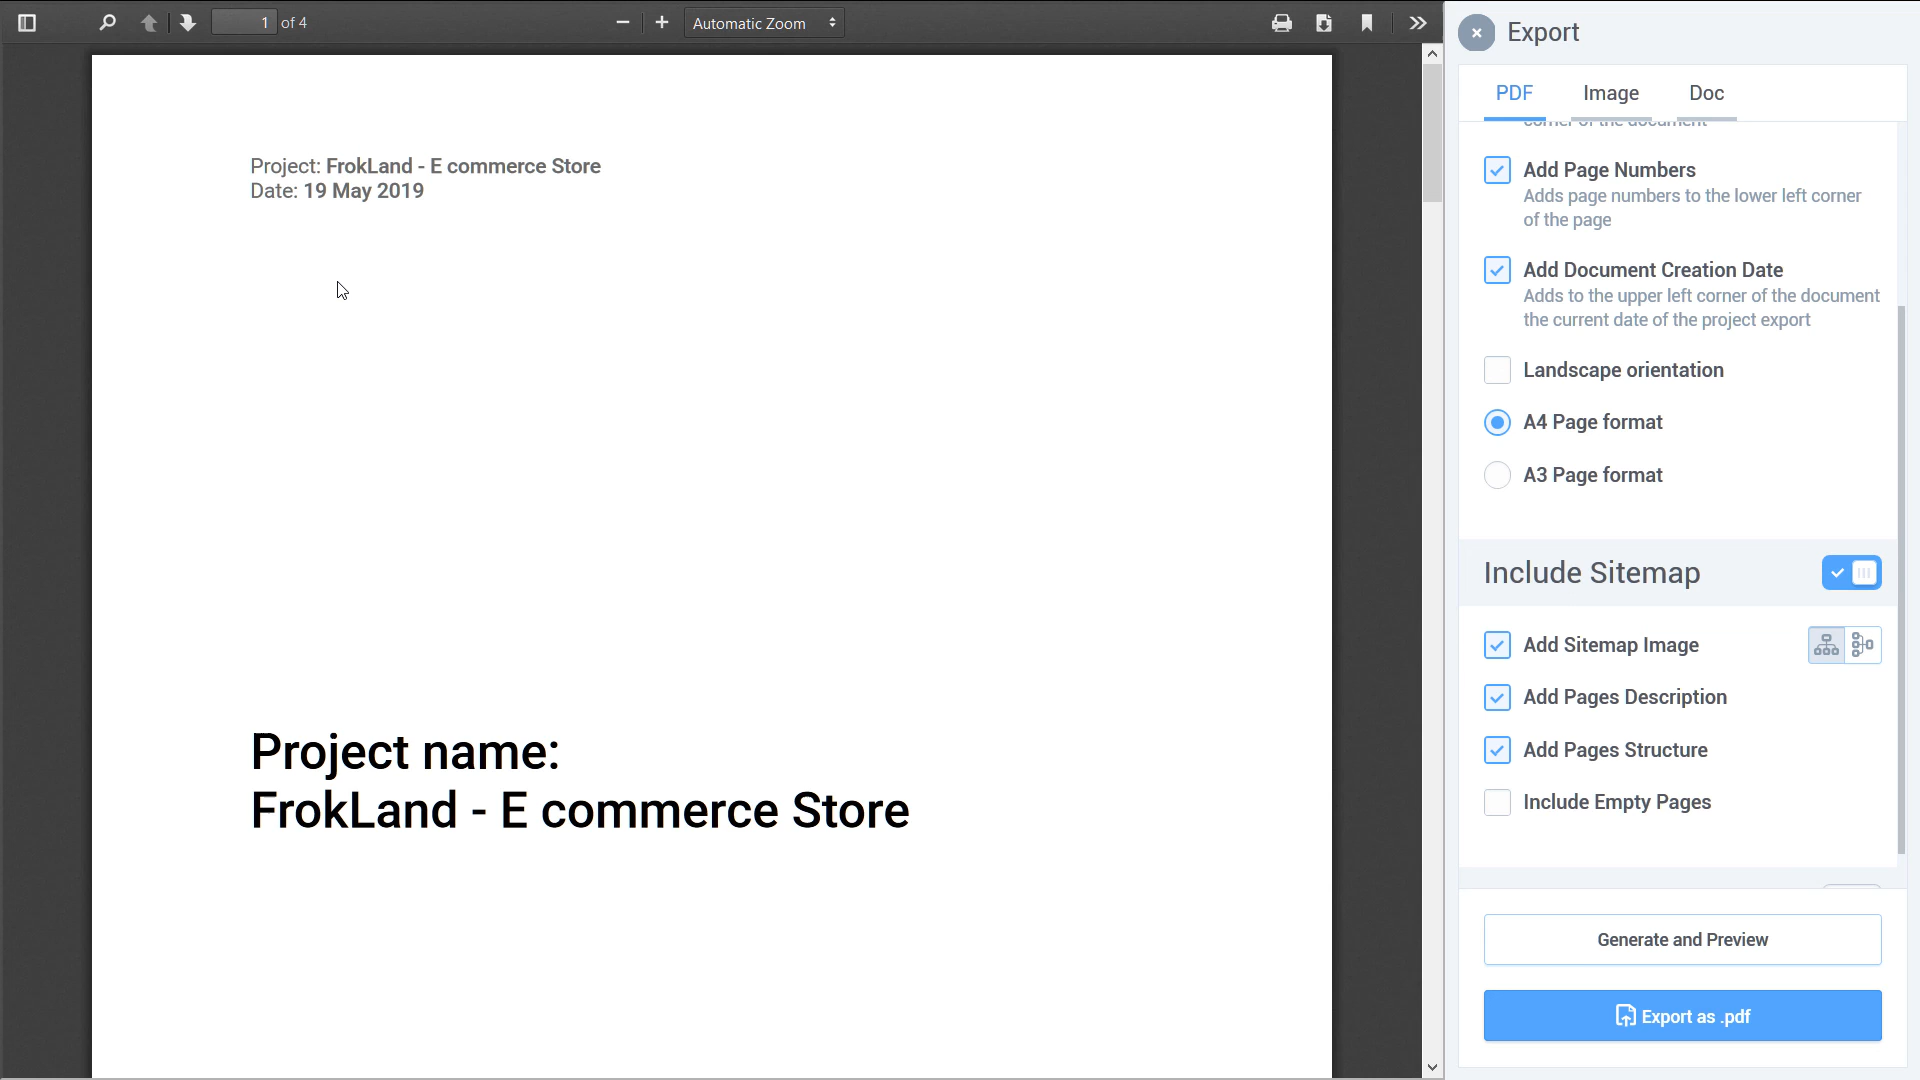 1 of 4
Automatic Zoom
Project: FrokLand - E commerce Store
Date: 19 May 2019
Project name:
FrokLand - E commerce Store
Export
PDF Image Doc
corner of the document
Add Page Numbers
Adds page numbers to the lower left corner
of the page
Add Document Creation Date
Adds to the upper left corner of the document
the current date of the project export
Landscape orientation
A4 Page format
A3 Page format
Include Sitemap
Add Sitemap Image
Add Pages Description
Add Pages Structure
Include Empty Pages
Generate and Preview
Export as .pdf